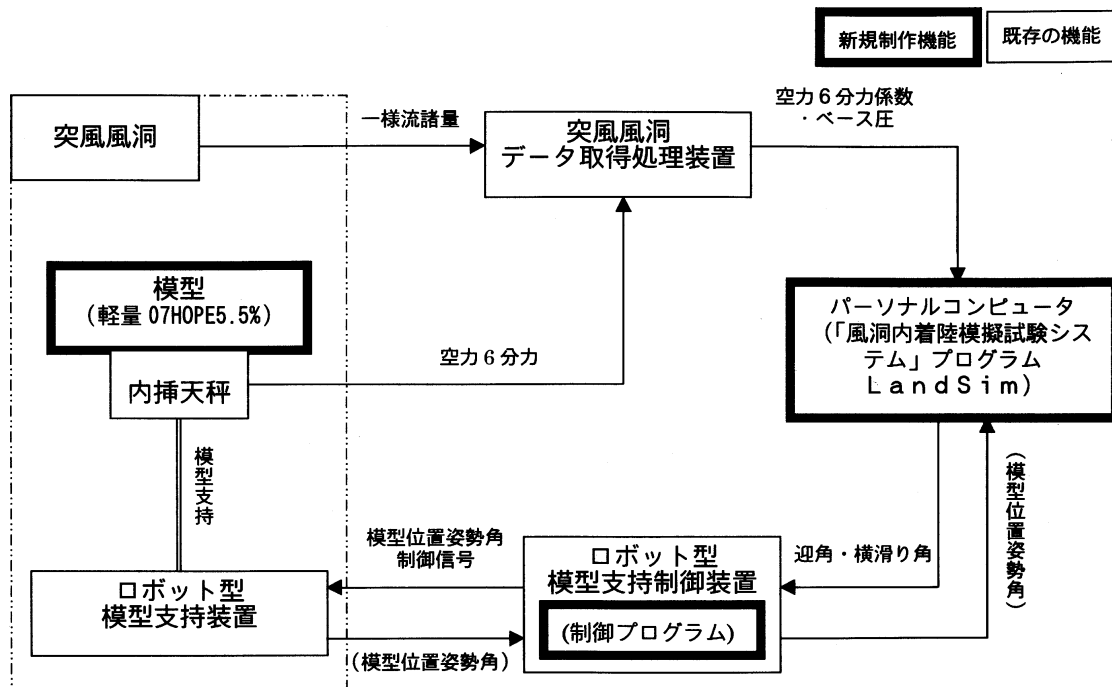 新規制作機能
既存の機能
突風風洞
一様流諸量
突風風洞
データ取得処理装置
空力６分力係数
・ベース圧
模型
（軽量 07HOPE5.5%）
内挿天秤
空力６分力
パーソナルコンピュータ
（「風洞内着陸模擬試験シス
テム」プログラム
ＬａｎｄＳｉｍ）
模型支持
模型位置姿勢角
制御信号
ロボット型
模型支持制御装置
(制御プログラム)
迎角・横滑り角
（模型位置姿勢角）
ロボット型
模型支持装置
(模型位置姿勢角)